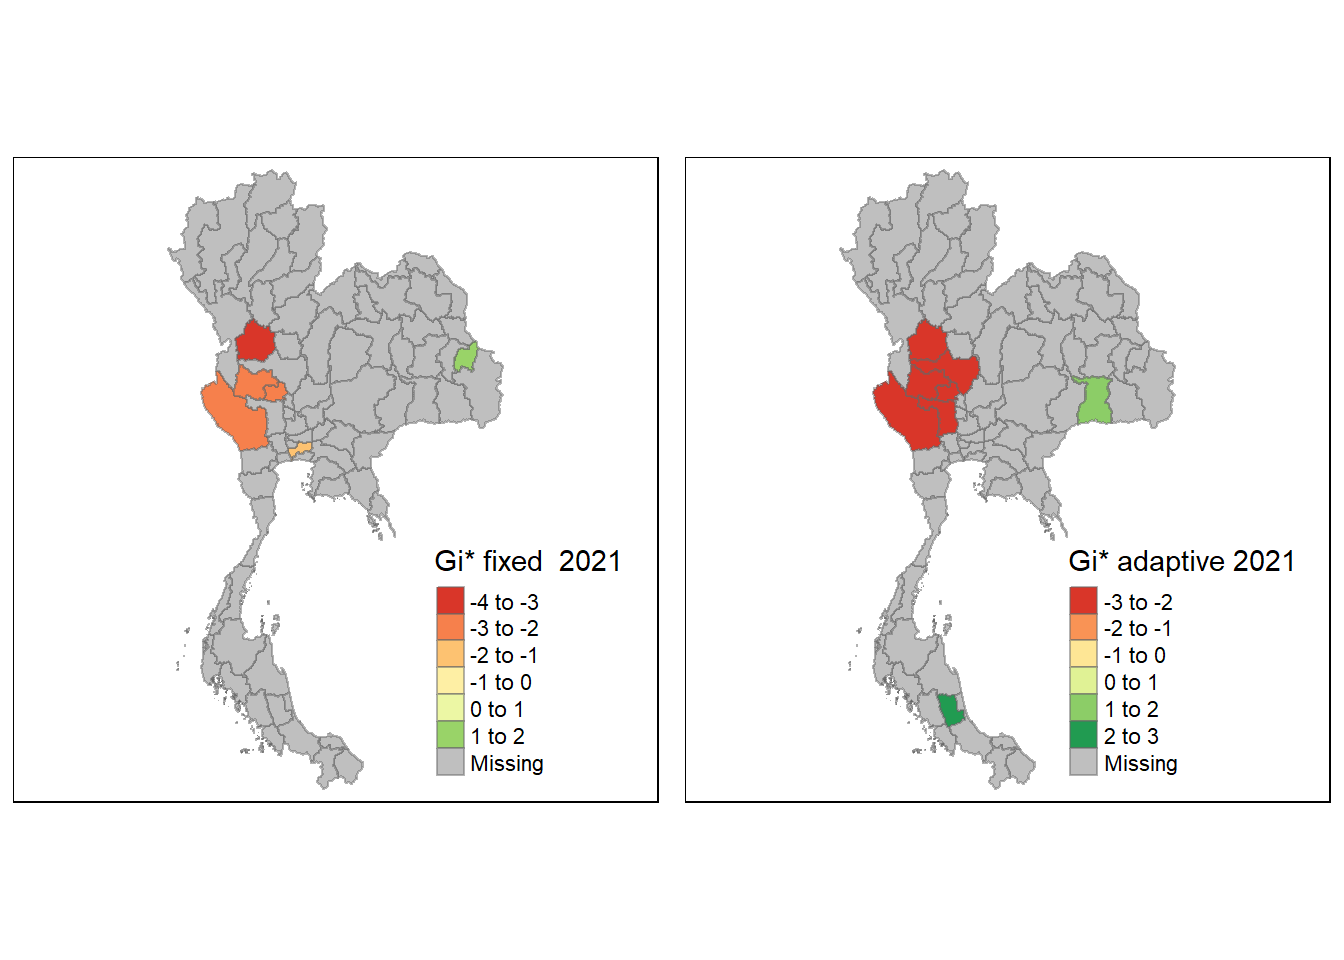 Gi* fixed  2021
-4 to -3
-3 to -2
-2 to -1
-1 to 0
0 to 1
1 to 2
Missing
Gi* adaptive 2021
-3 to -2
-2 to -1
-1 to 0
0 to 1
1 to 2
2 to 3
Missing